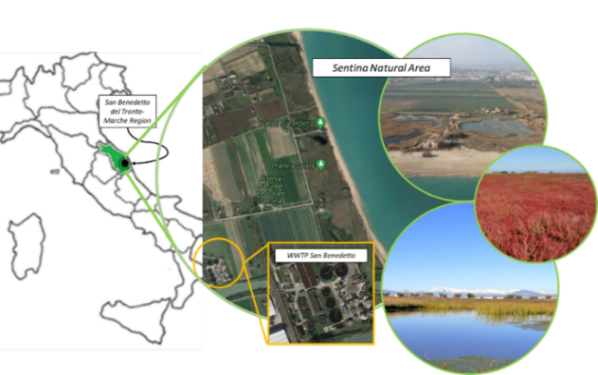 Sentina Natural Area
San Benedetto
del Tronto-
Marche Region
WWTP San Benedetto